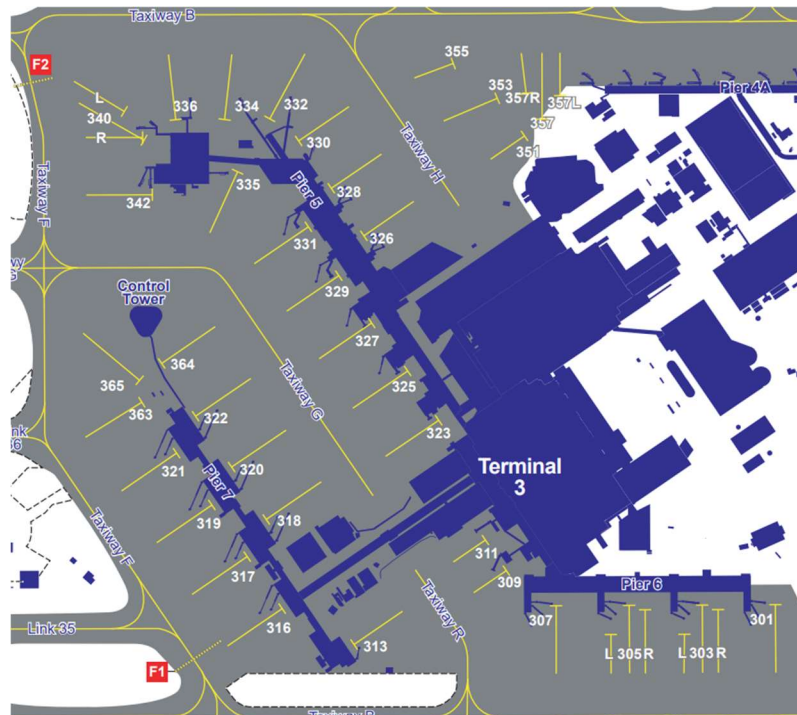 Taxiway B
F2
355
353
357R
357L
Pier 4A
L
340
R
336
334
332
330
357
351
Taxiway H
Taxiway F
335
Pier 5
328
342
331
326
329
Control
Tower
327
364
365
Taxiway G
325
363
322
323
321
Pier 7
320
Terminal
3
319
318
Taxiway F
317
311
309
Pier 6
316
Taxiway R
307
301
Link 35
313
L 305 R
L 303 R
F1